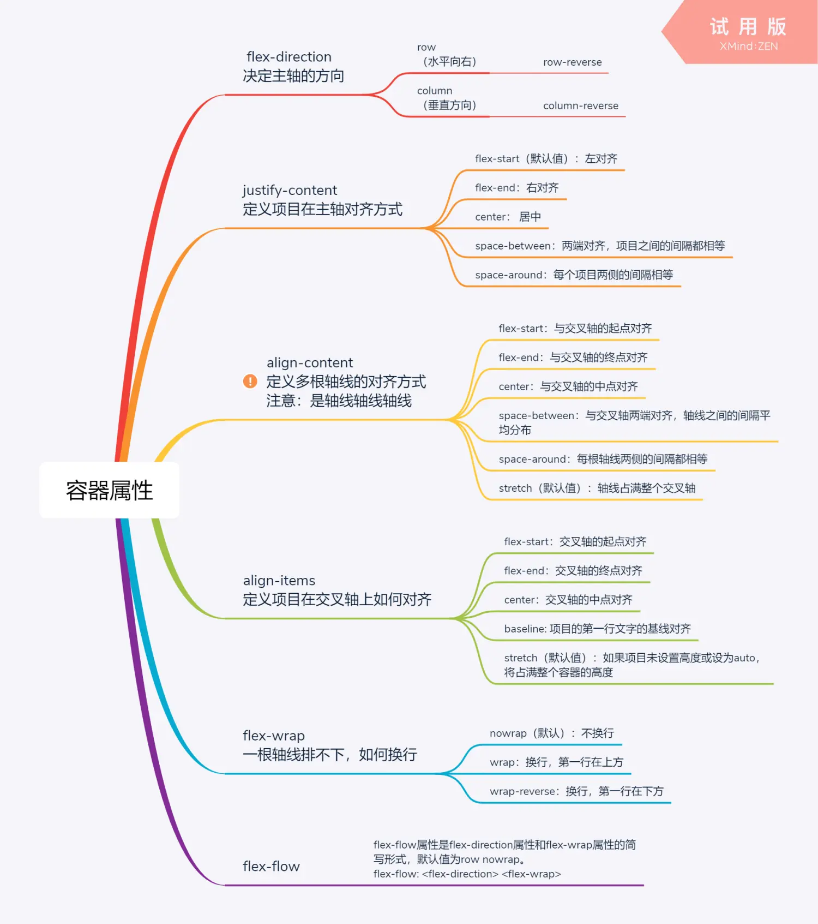 试用版
XMind:ZEN
容器属性
flex-direction
决定主轴的方向
row
（水平向右）
row-reverse
column
（垂直方向）
column-reverse
justify-content
定义项目在主轴对齐方式
flex-start（默认值）：左对齐
flex-end：右对齐
center： 居中
space-between：两端对齐，项目之间的间隔都相等
space-around：每个项目两侧的间隔相等
align-content
定义多根轴线的对齐方式
注意：是轴线轴线轴线
flex-start：与交叉轴的起点对齐
flex-end：与交叉轴的终点对齐
center：与交叉轴的中点对齐
space-between：与交叉轴两端对齐，轴线之间的间隔平
均分布
space-around：每根轴线两侧的间隔都相等
stretch（默认值）：轴线占满整个交叉轴
align-items
定义项目在交叉轴上如何对齐
flex-start：交叉轴的起点对齐
flex-end：交叉轴的终点对齐
center：交叉轴的中点对齐
baseline: 项目的第一行文字的基线对齐
stretch（默认值）：如果项目未设置高度或设为auto，
将占满整个容器的高度
flex-wrap
一根轴线排不下，如何换行
nowrap（默认）：不换行
wrap：换行，第一行在上方
wrap-reverse：换行，第一行在下方
flex-flow
flex-flow属性是flex-direction属性和flex-wrap属性的简
写形式，默认值为row nowrap。
flex-flow: <flex-direction> <flex-wrap>